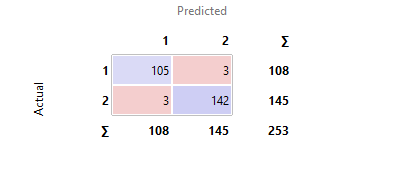 Predicted
1 2 ∑
1 105 3 108
Actual
2 3 142 145
∑ 108 145 253